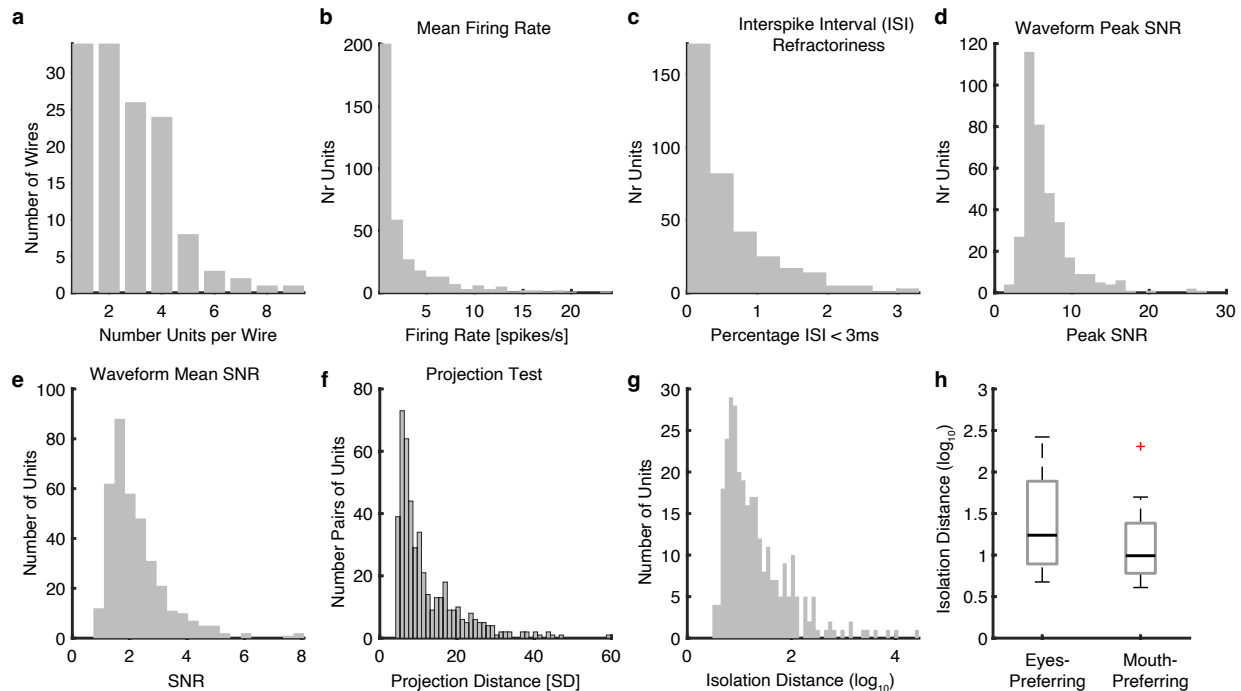 a
35
30
25
20
15
10
5
0
Number of Wires
2 4 6 8
Number Units per Wire
b
Mean Firing Rate
200
150
100
50
0
Nr Units
5 10 15 20
Firing Rate [spikes/s]
c
Interspike Interval (ISI)
Refractoriness
150
100
50
0
Nr Units
0 1 2 3
Percentage ISI < 3ms
d
Waveform Peak SNR
120
100
80
60
40
20
0
Nr Units
0 10 20 30
Peak SNR
e
Waveform Mean SNR
100
80
60
40
20
0
Number of Units
0 2 4 6 8
SNR
f
Projection Test
80
60
40
20
0
Number Pairs of Units
0 20 40 60
Projection Distance [SD]
g
30
25
20
15
10
5
0
Number of Units
0 2 4
Isolation Distance (log10)
h
3
2.5
2
1.5
1
0.5
0
Isolation Distance (log10)
Eyes-
Preferring
Mouth-
Preferring